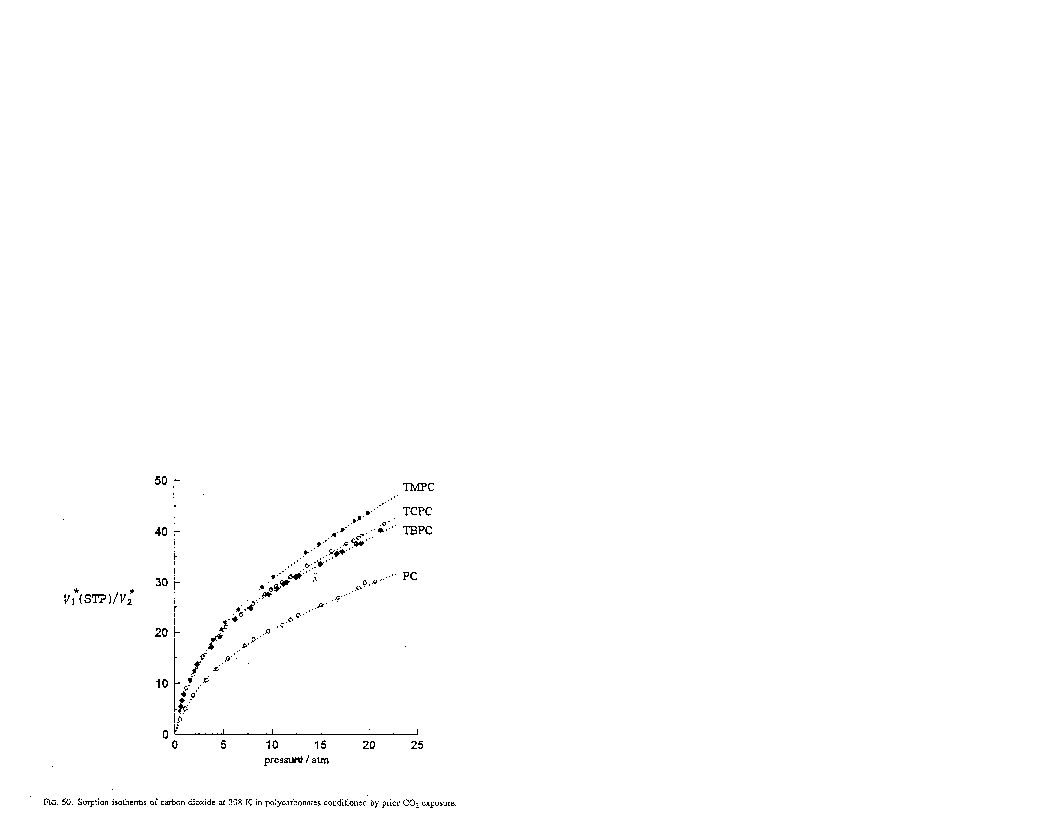 50
TMPC
TCPC
40
TBPC
30
PC
V₁*(STP)/V₂*
20
10
0
0 5 10 15 20 25
pressure / atm
FIG. 50. Sorption isotherms of carbon dioxide at 308 K in polycarbonates conditioned by prior CO₂ exposure.